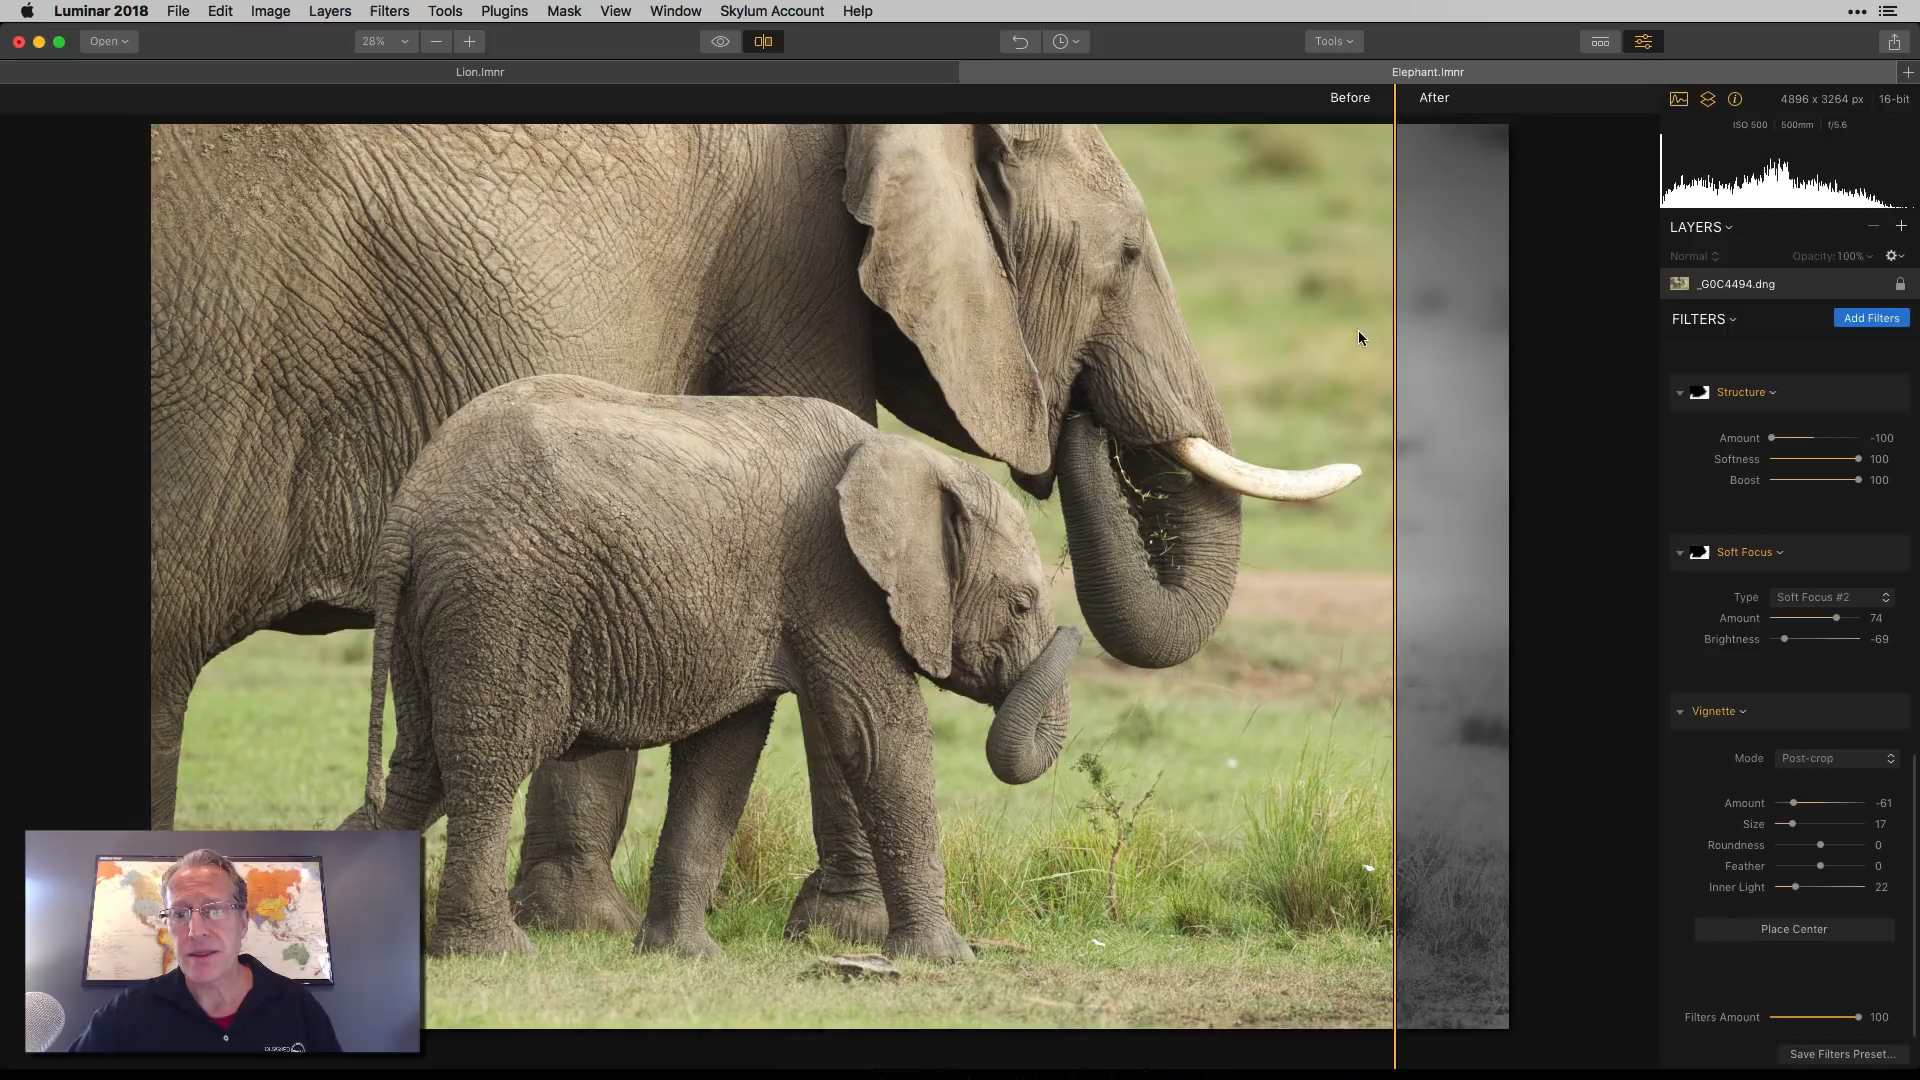 Luminar 2018 File Edit Image Layers Filters Tools Plugins Mask View Window Skylum Account Help
Open 28% Tools
Lion.lmnr Elephant.lmnr
Before After
4896 x 3264 px 16-bit
ISO 500 500mm f/5.6
LAYERS
Normal Opacity: 100%
_G0C4494.dng
FILTERS Add Filters
Structure
Amount -100
Softness 100
Boost 100
Soft Focus
Type Soft Focus #2
Amount 74
Brightness -69
Vignette
Mode Post-crop
Amount -61
Size 17
Roundness 0
Feather 0
Inner Light 22
Place Center
Filters Amount 100
Save Filters Preset...